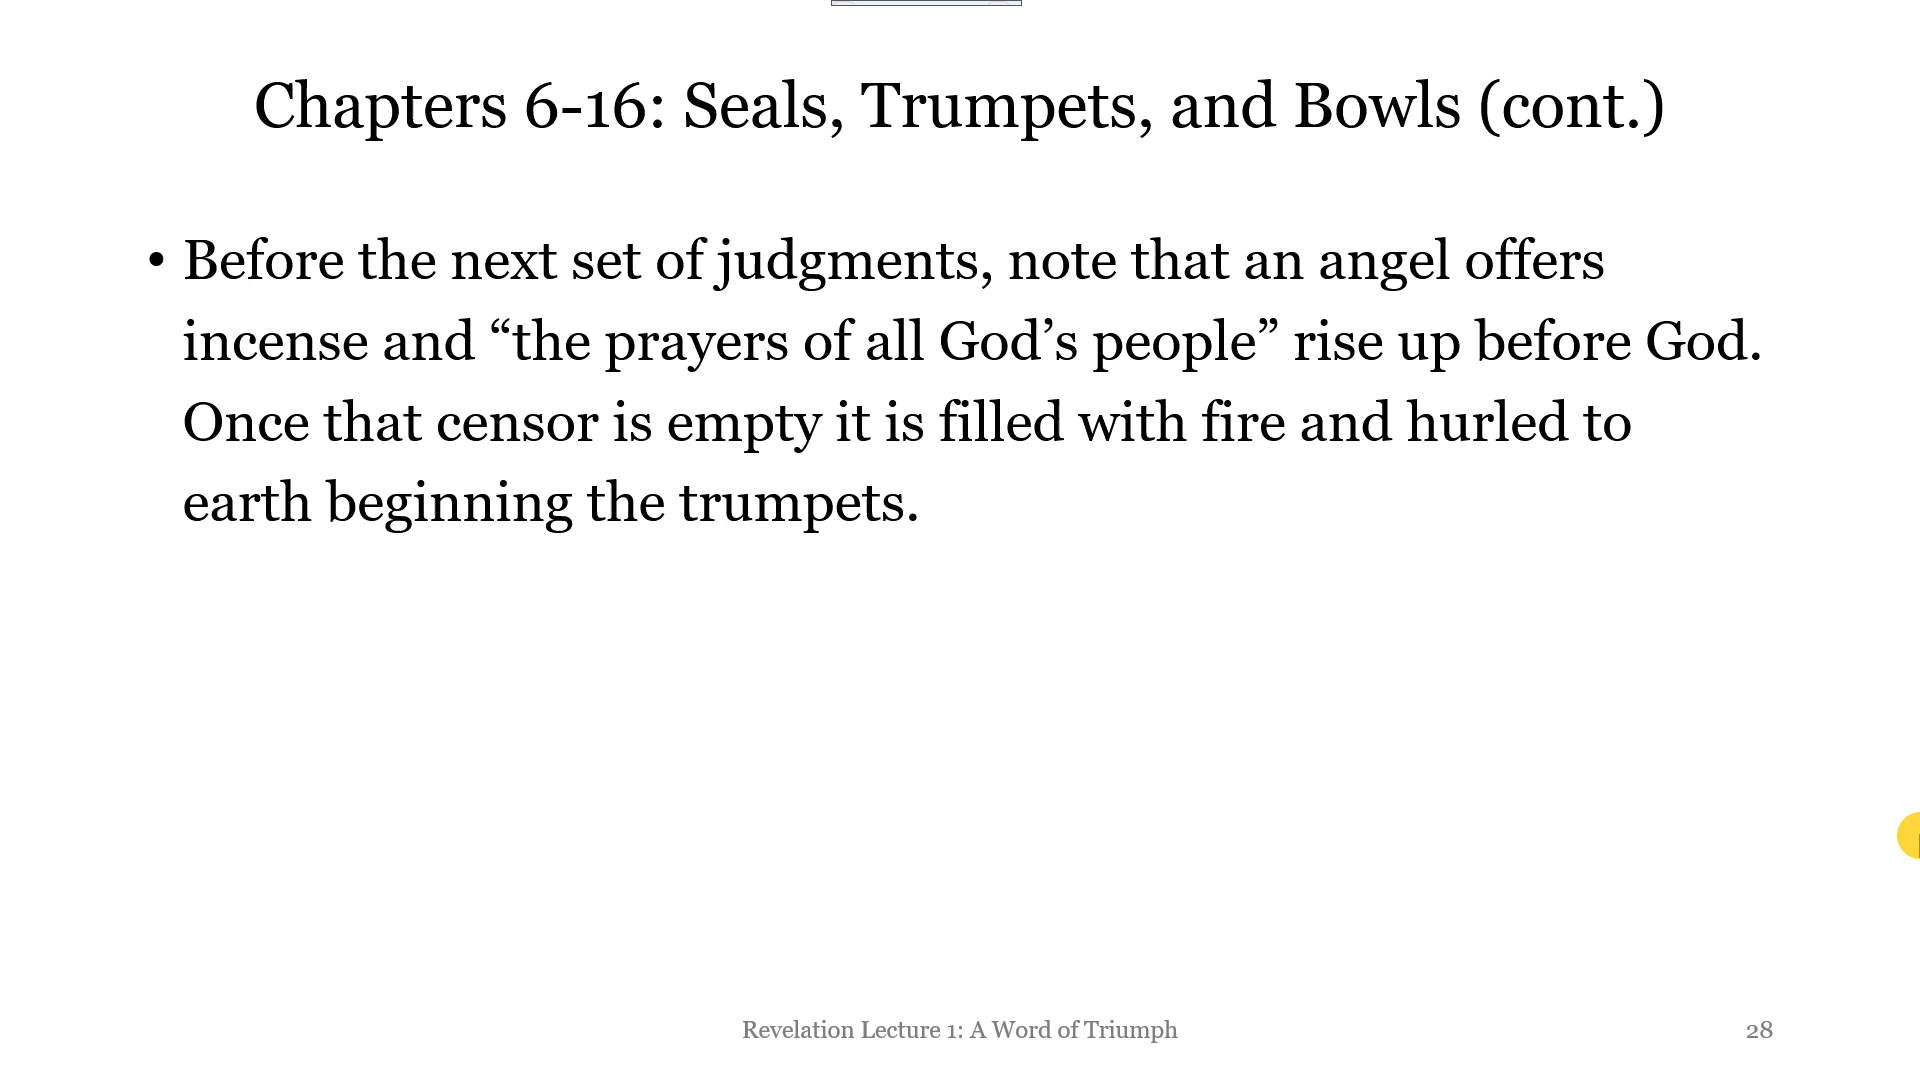 Chapters 6-16: Seals, Trumpets, and Bowls (cont.)
• Before the next set of judgments, note that an angel offers
incense and “the prayers of all God’s people” rise up before God.
Once that censor is empty it is filled with fire and hurled to
earth beginning the trumpets.
Revelation Lecture 1: A Word of Triumph
28